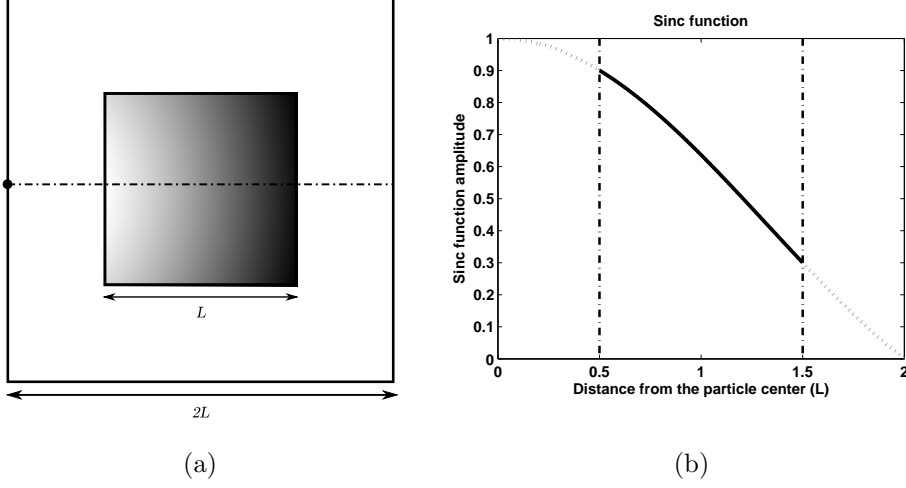 L
2L
(a)
Sinc function
1
0.9
0.8
0.7
0.6
0.5
0.4
0.3
0.2
0.1
0
Sinc function amplitude
0 0.5 1 1.5 2
Distance from the particle center (L)
(b)